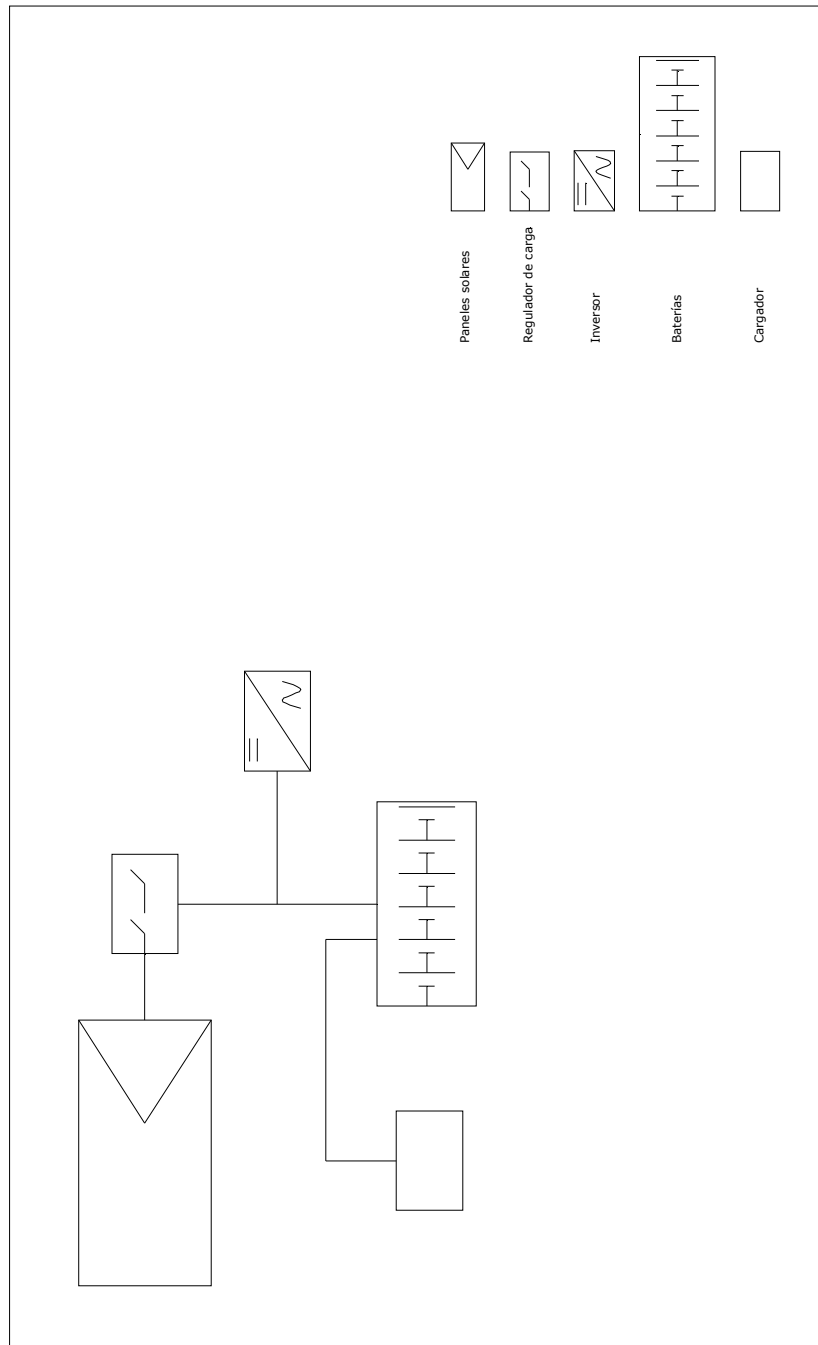 Paneles solares
Regulador de carga
Inversor
Baterías
Cargador